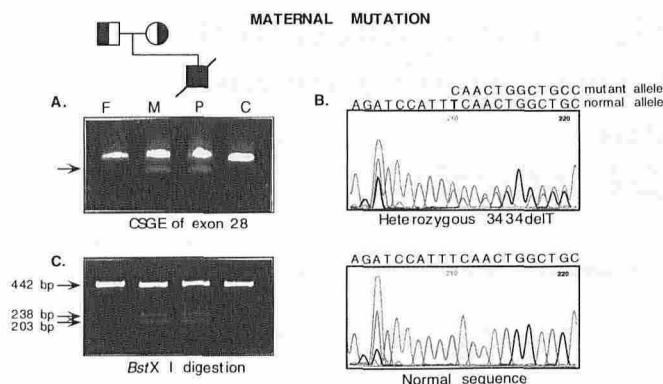 MATERNAL MUTATION
A.
F M P C
CSGE of exon 28
B.
CAACTGGCTGCC mutant allele
AGATCCATTTCAACTGGCTGC normal allele
210 220
Heterozygous 3434delT
C.
442 bp
238 bp
203 bp
BstX I digestion
AGATCCATTTCAACTGGCTGC
210 220
Normal sequence